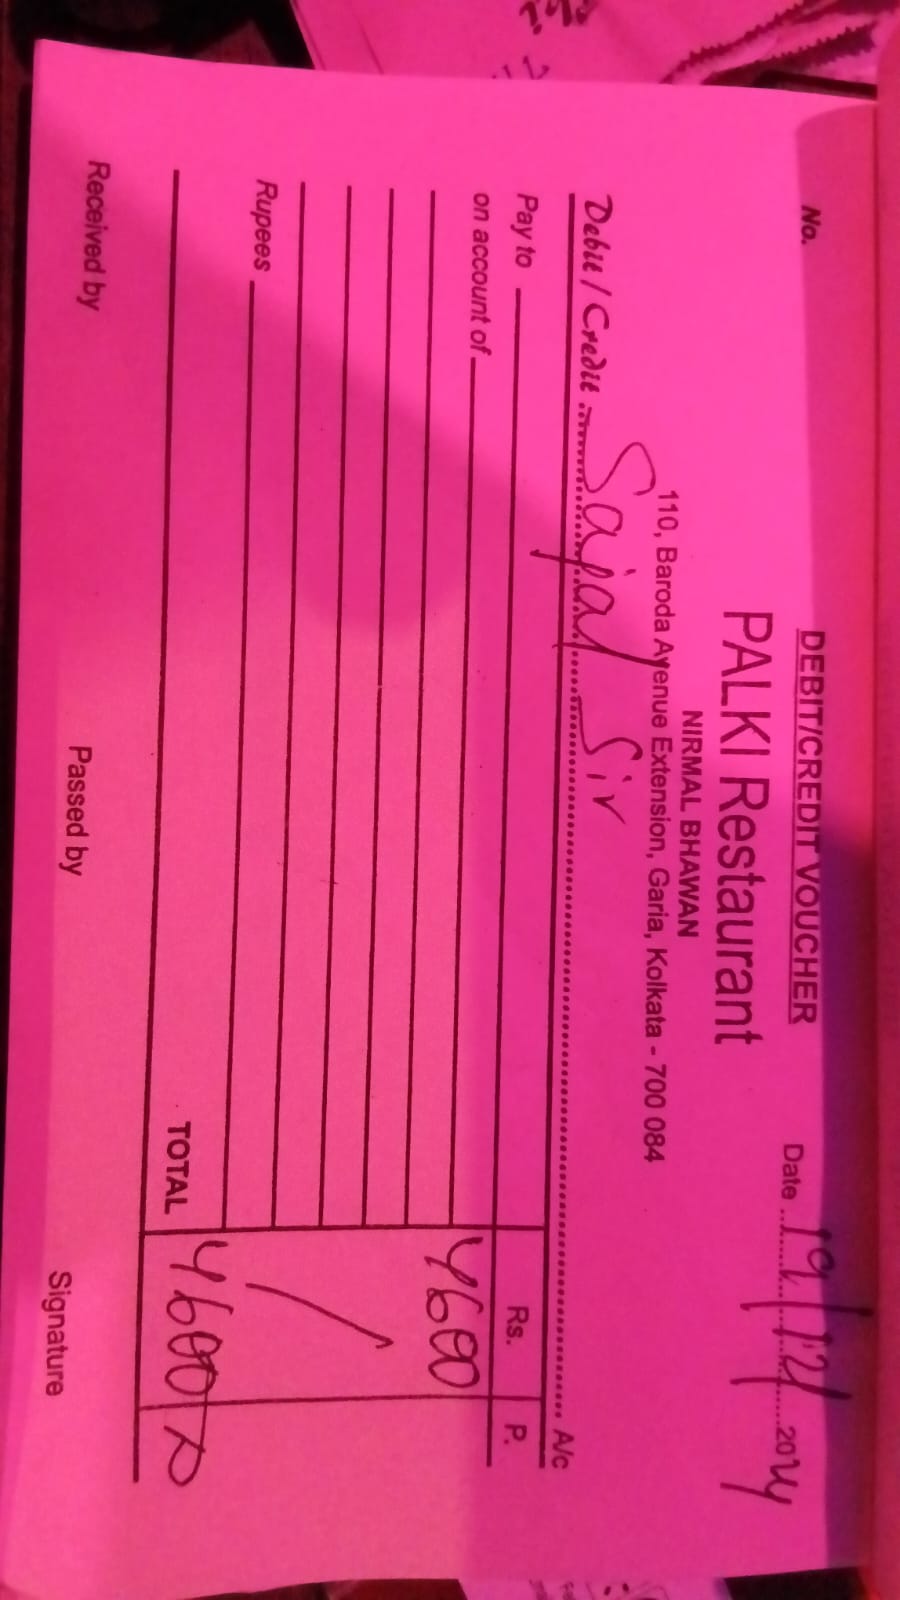 DEBIT/CREDIT VOUCHER
No.
Date 19/12/2024
PALKI Restaurant
NIRMAL BHAWAN
110, Baroda Avenue Extension, Garia, Kolkata - 700 084
Debit / Credit Sajal Sir A/c
Pay to Rs. P.
on account of 4600
Rupees
TOTAL 4600
Received by Passed by Signature